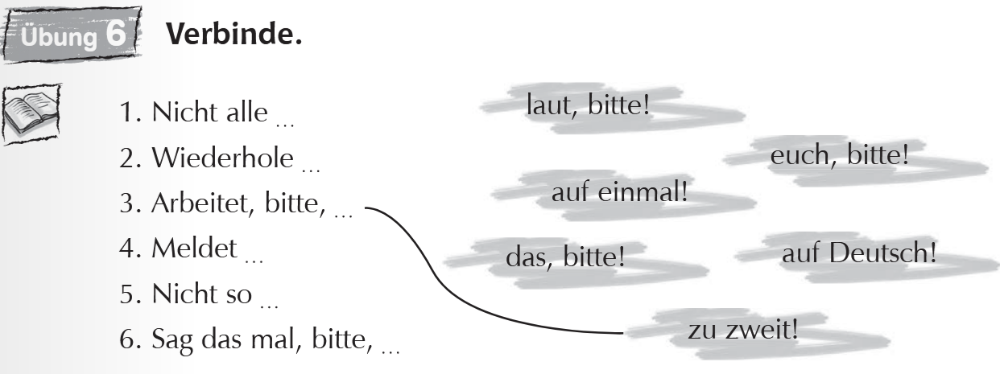 Übung 6 Verbinde.
1. Nicht alle ...
2. Wiederhole ...
3. Arbeitet, bitte, ...
4. Meldet ...
5. Nicht so ...
6. Sag das mal, bitte, ...
laut, bitte!
euch, bitte!
auf einmal!
das, bitte!
auf Deutsch!
zu zweit!